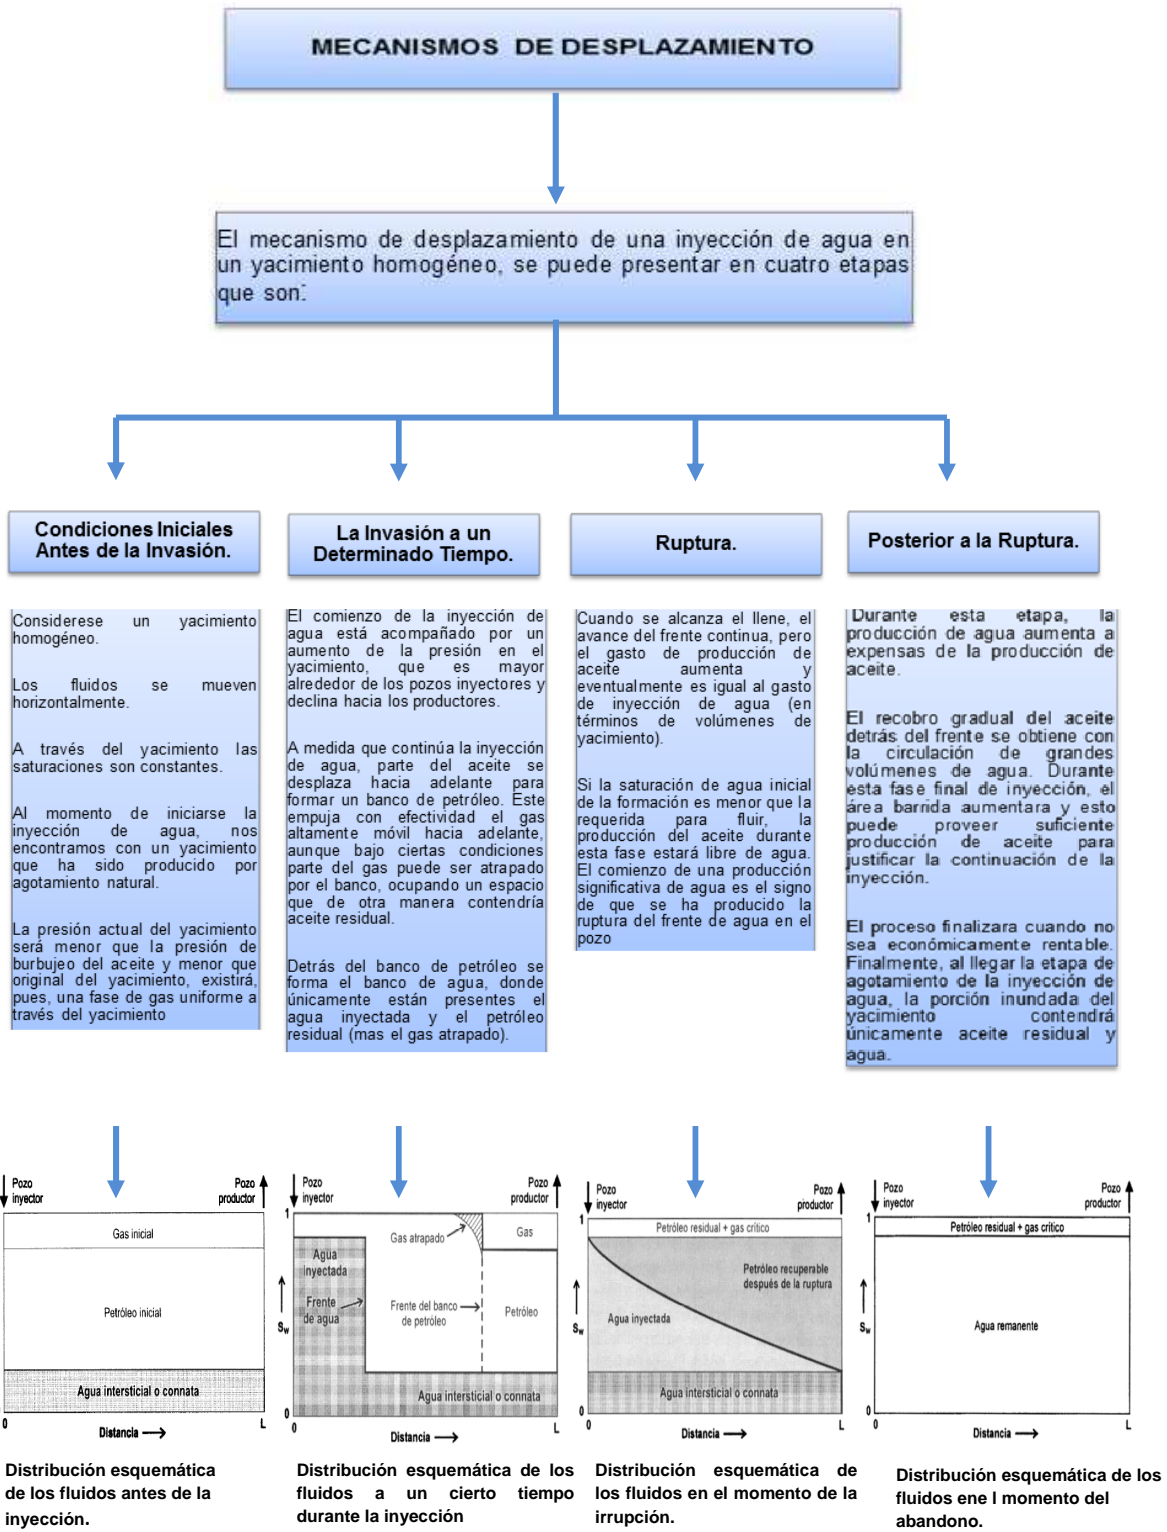 MECANISMOS DE DESPLAZAMIENTO
El mecanismo de desplazamiento de una inyección de agua en
un yacimiento homogéneo, se puede presentar en cuatro etapas
que son:
Condiciones Iniciales
Antes de la Invasión.
Considerese un yacimiento
homogéneo.
Los fluidos se mueven
horizontalmente.
A través del yacimiento las
saturaciones son constantes.
Al momento de iniciarse la
inyección de agua, nos
encontramos con un yacimiento
que ha sido producido por
agotamiento natural.
La presión actual del yacimiento
será menor que la presión de
burbujeo del aceite y menor que
original del yacimiento, existirá,
pues, una fase de gas uniforme a
través del yacimiento
La Invasión a un
Determinado Tiempo.
El comienzo de la inyección de
agua está acompañado por un
aumento de la presión en el
yacimiento, que es mayor
alrededor de los pozos inyectores y
declina hacia los productores.
A medida que continúa la inyección
de agua, parte del aceite se
desplaza hacia adelante para
formar un banco de petróleo. Este
empuja con efectividad el gas
altamente móvil hacia adelante,
aunque bajo ciertas condiciones
parte del gas puede ser atrapado
por el banco, ocupando un espacio
que de otra manera contendría
aceite residual.
Detrás del banco de petróleo se
forma el banco de agua, donde
únicamente están presentes el
agua inyectada y el petróleo
residual (mas el gas atrapado).
Ruptura.
Cuando se alcanza el llene, el
avance del frente continua, pero
el gasto de producción de
aceite aumenta y
eventualmente es igual al gasto
de inyección de agua (en
términos de volúmenes de
yacimiento).
Si la saturación de agua inicial
de la formación es menor que la
requerida para fluir, la
producción del aceite durante
esta fase estará libre de agua.
El comienzo de una producción
significativa de agua es el signo
de que se ha producido la
ruptura del frente de agua en el
pozo
Posterior a la Ruptura.
Durante esta etapa, la
producción de agua aumenta a
expensas de la producción de
aceite.
El recobro gradual del aceite
detrás del frente se obtiene con
la circulación de grandes
volúmenes de agua. Durante
esta fase final de inyección, el
área barrida aumentara y esto
puede proveer suficiente
producción de aceite para
justificar la continuación de la
inyección.
El proceso finalizara cuando no
sea económicamente rentable.
Finalmente, al llegar la etapa de
agotamiento de la inyección de
agua, la porción inundada del
yacimiento contendrá
únicamente aceite residual y
agua.
Pozo
inyector
Pozo
productor
Gas inicial
Petróleo inicial
Agua intersticial o connata
0
L
Distancia
Distribución esquemática
de los fluidos antes de la
inyección.
Pozo
inyector
Pozo
productor
1
Gas atrapado
Gas
Agua
inyectada
Frente
de agua
Frente del banco
de petróleo
Petróleo
Sw
Agua intersticial o connata
0
0
L
Distancia
Distribución esquemática de los
fluidos a un cierto tiempo
durante la inyección
Pozo
inyector
Pozo
productor
1
Petróleo residual + gas crítico
Petróleo recuperable
después de la ruptura
Agua inyectada
Sw
Agua intersticial o connata
0
0
L
Distancia
Distribución esquemática de
los fluidos en el momento de la
irrupción.
Pozo
inyector
Pozo
productor
1
Petróleo residual + gas crítico
Agua remanente
Sw
0
0
L
Distancia
Distribución esquemática de los
fluidos ene l momento del
abandono.